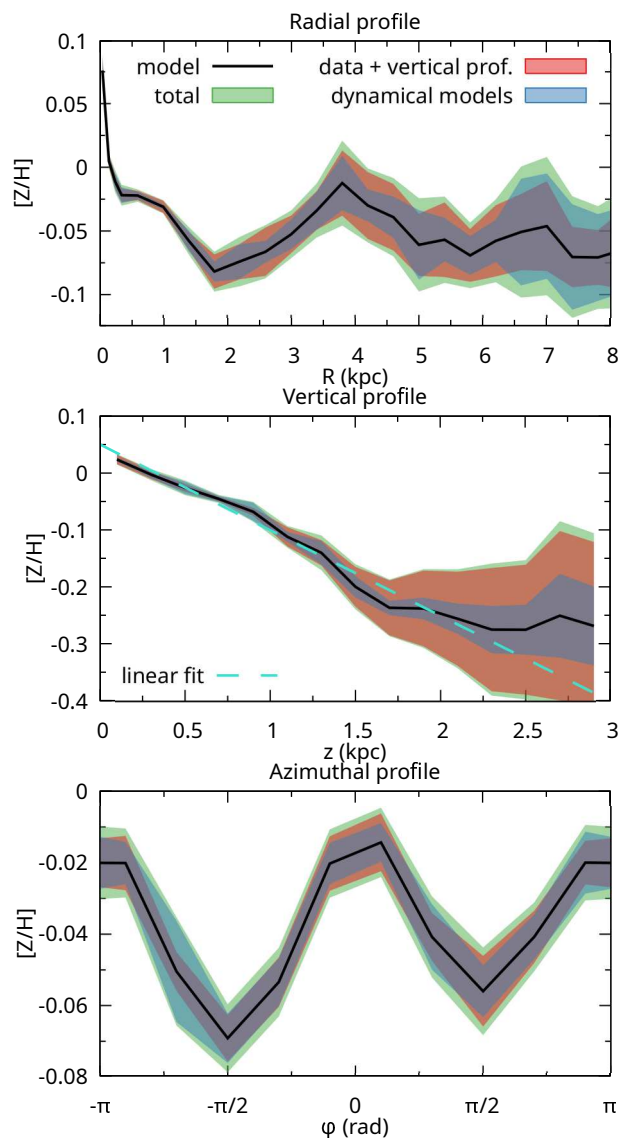 Radial profile
0.1
0.05
0
-0.05
-0.1
[Z/H]
model
total
data + vertical prof.
dynamical models
0 1 2 3 4 5 6 7 8
R (kpc)
Vertical profile
0.1
0
-0.1
-0.2
-0.3
-0.4
[Z/H]
linear fit
0 0.5 1 1.5 2 2.5 3
z (kpc)
Azimuthal profile
0
-0.02
-0.04
-0.06
-0.08
[Z/H]
-π -π/2 0 π/2 π
φ (rad)